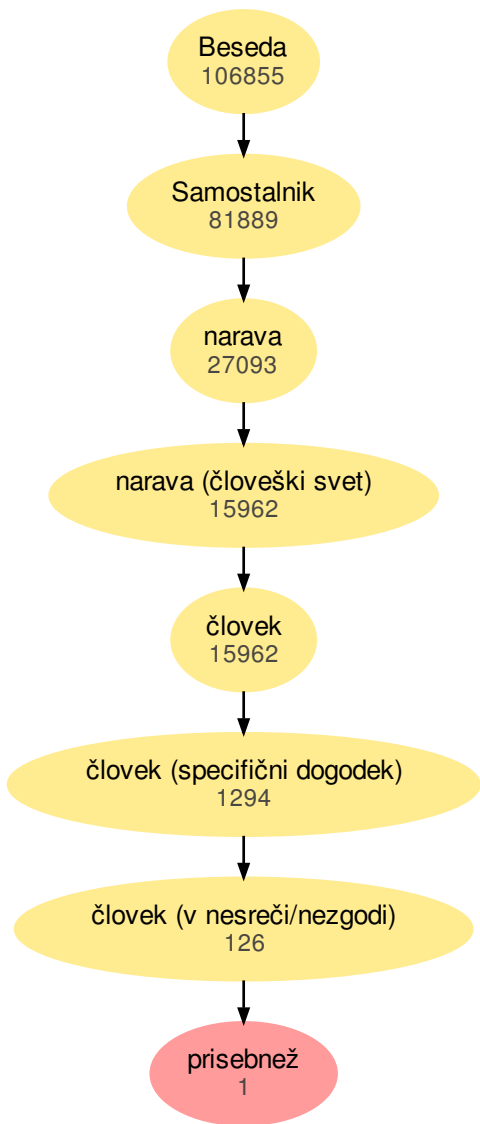 Beseda
106855
Samostalnik
81889
narava
27093
narava (človeški svet)
15962
človek
15962
človek (specifični dogodek)
1294
človek (v nesreči/nezgodi)
126
prisebnež
1